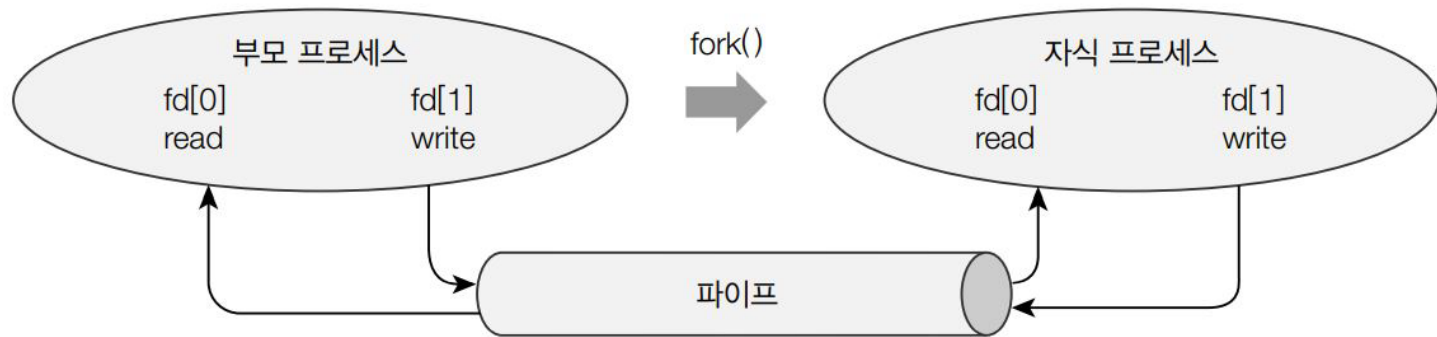 부모 프로세스
fd[0] fd[1]
read write
fork()
자식 프로세스
fd[0] fd[1]
read write
파이프